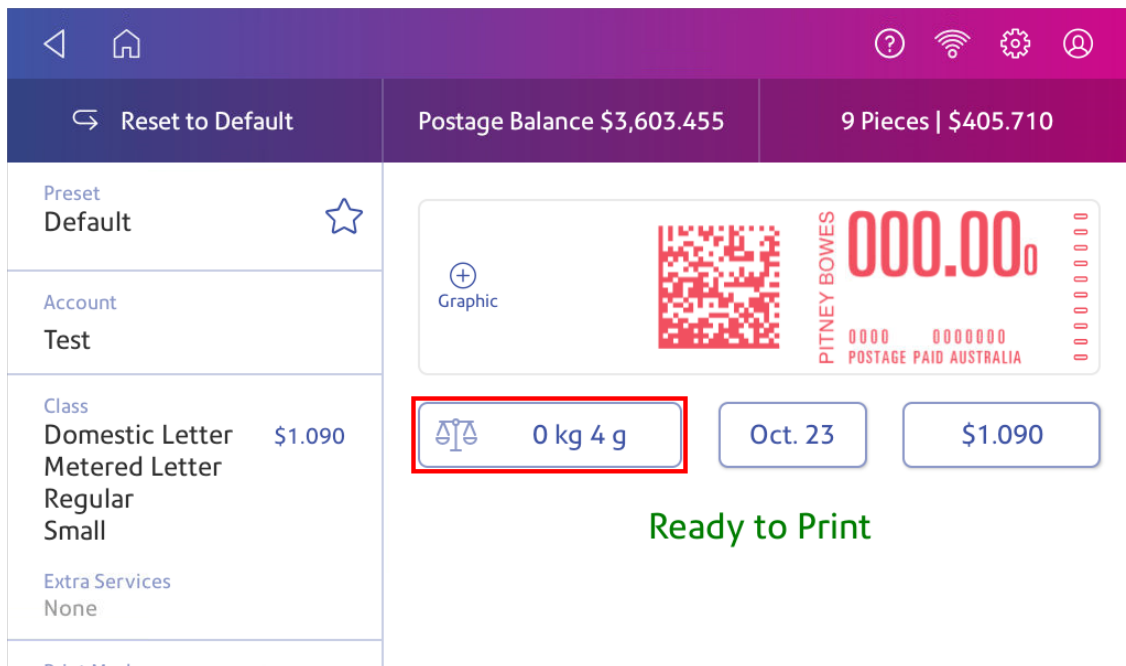 Reset to Default
Postage Balance $3,603.455
9 Pieces | $405.710
Preset
Default
Account
Test
Class
Domestic Letter $1.090
Metered Letter
Regular
Small
Extra Services
None
+
Graphic
PITNEY BOWES
000.000
0000 0000000
POSTAGE PAID AUSTRALIA
0 kg 4 g
Oct. 23
$1.090
Ready to Print